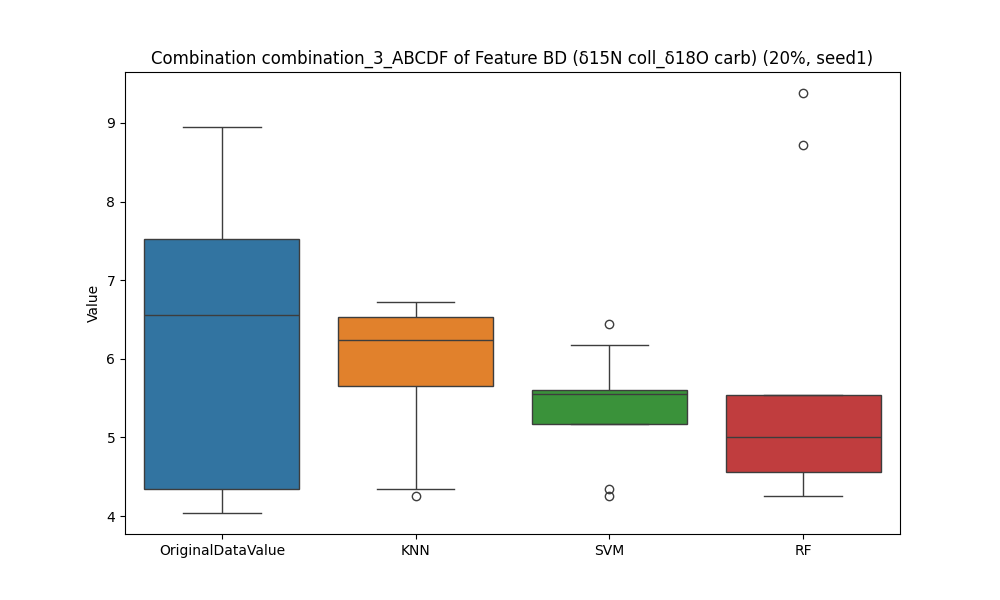 Combination combination_3_ABCDF of Feature BD (δ15N coll_δ18O carb) (20%, seed1)
9
8
7
6
5
4
Value
OriginalDataValue KNN SVM RF